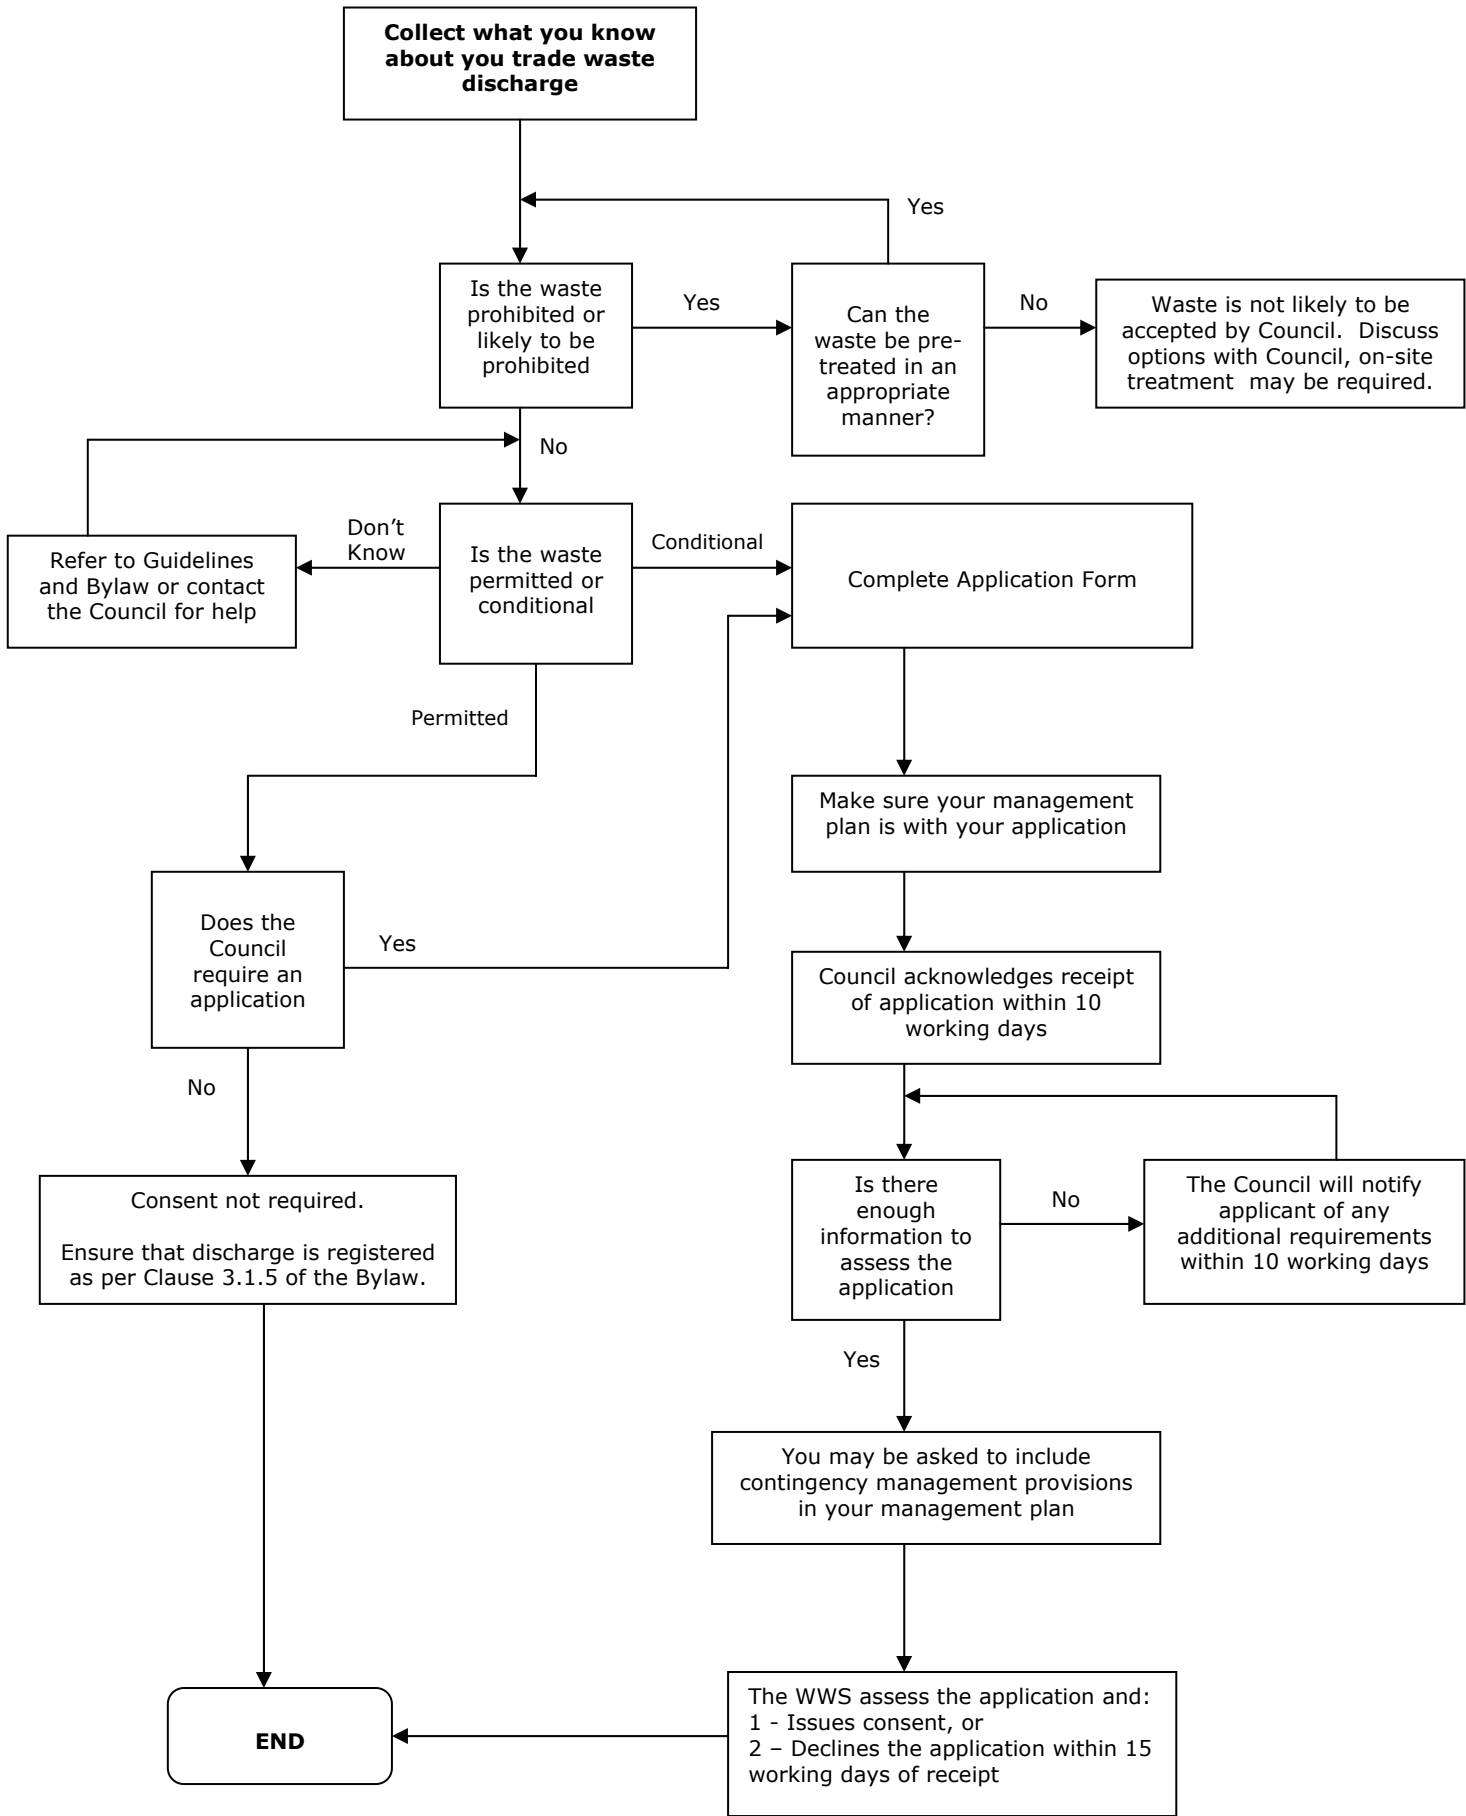 Collect what you know
about you trade waste
discharge
Yes
Is the waste
prohibited or
likely to be
prohibited
Yes
Can the
waste be pre-
treated in an
appropriate
manner?
No
Waste is not likely to be
accepted by Council.  Discuss
options with Council, on-site
treatment  may be required.
No
Refer to Guidelines
and Bylaw or contact
the Council for help
Don't
Know
Is the waste
permitted or
conditional
Conditional
Complete Application Form
Permitted
Make sure your management
plan is with your application
Does the
Council
require an
application
Yes
Council acknowledges receipt
of application within 10
working days
No
Consent not required.
Ensure that discharge is registered
as per Clause 3.1.5 of the Bylaw.
Is there
enough
information to
assess the
application
No
The Council will notify
applicant of any
additional requirements
within 10 working days
Yes
You may be asked to include
contingency management provisions
in your management plan
The WWS assess the application and:
1 - Issues consent, or
2 – Declines the application within 15
working days of receipt
END